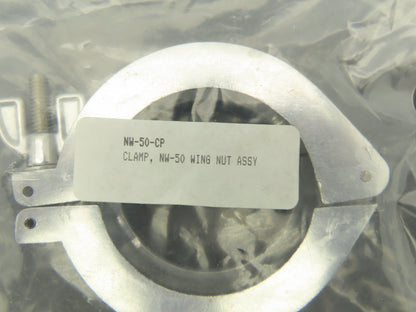 NW-50-CP
CLAMP, NW-50 WING NUT ASSY